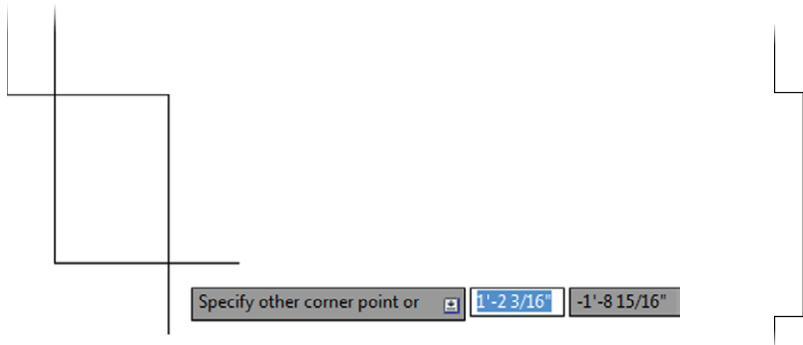 Specify other corner point or 1'-2 3/16" -1'-8 15/16"